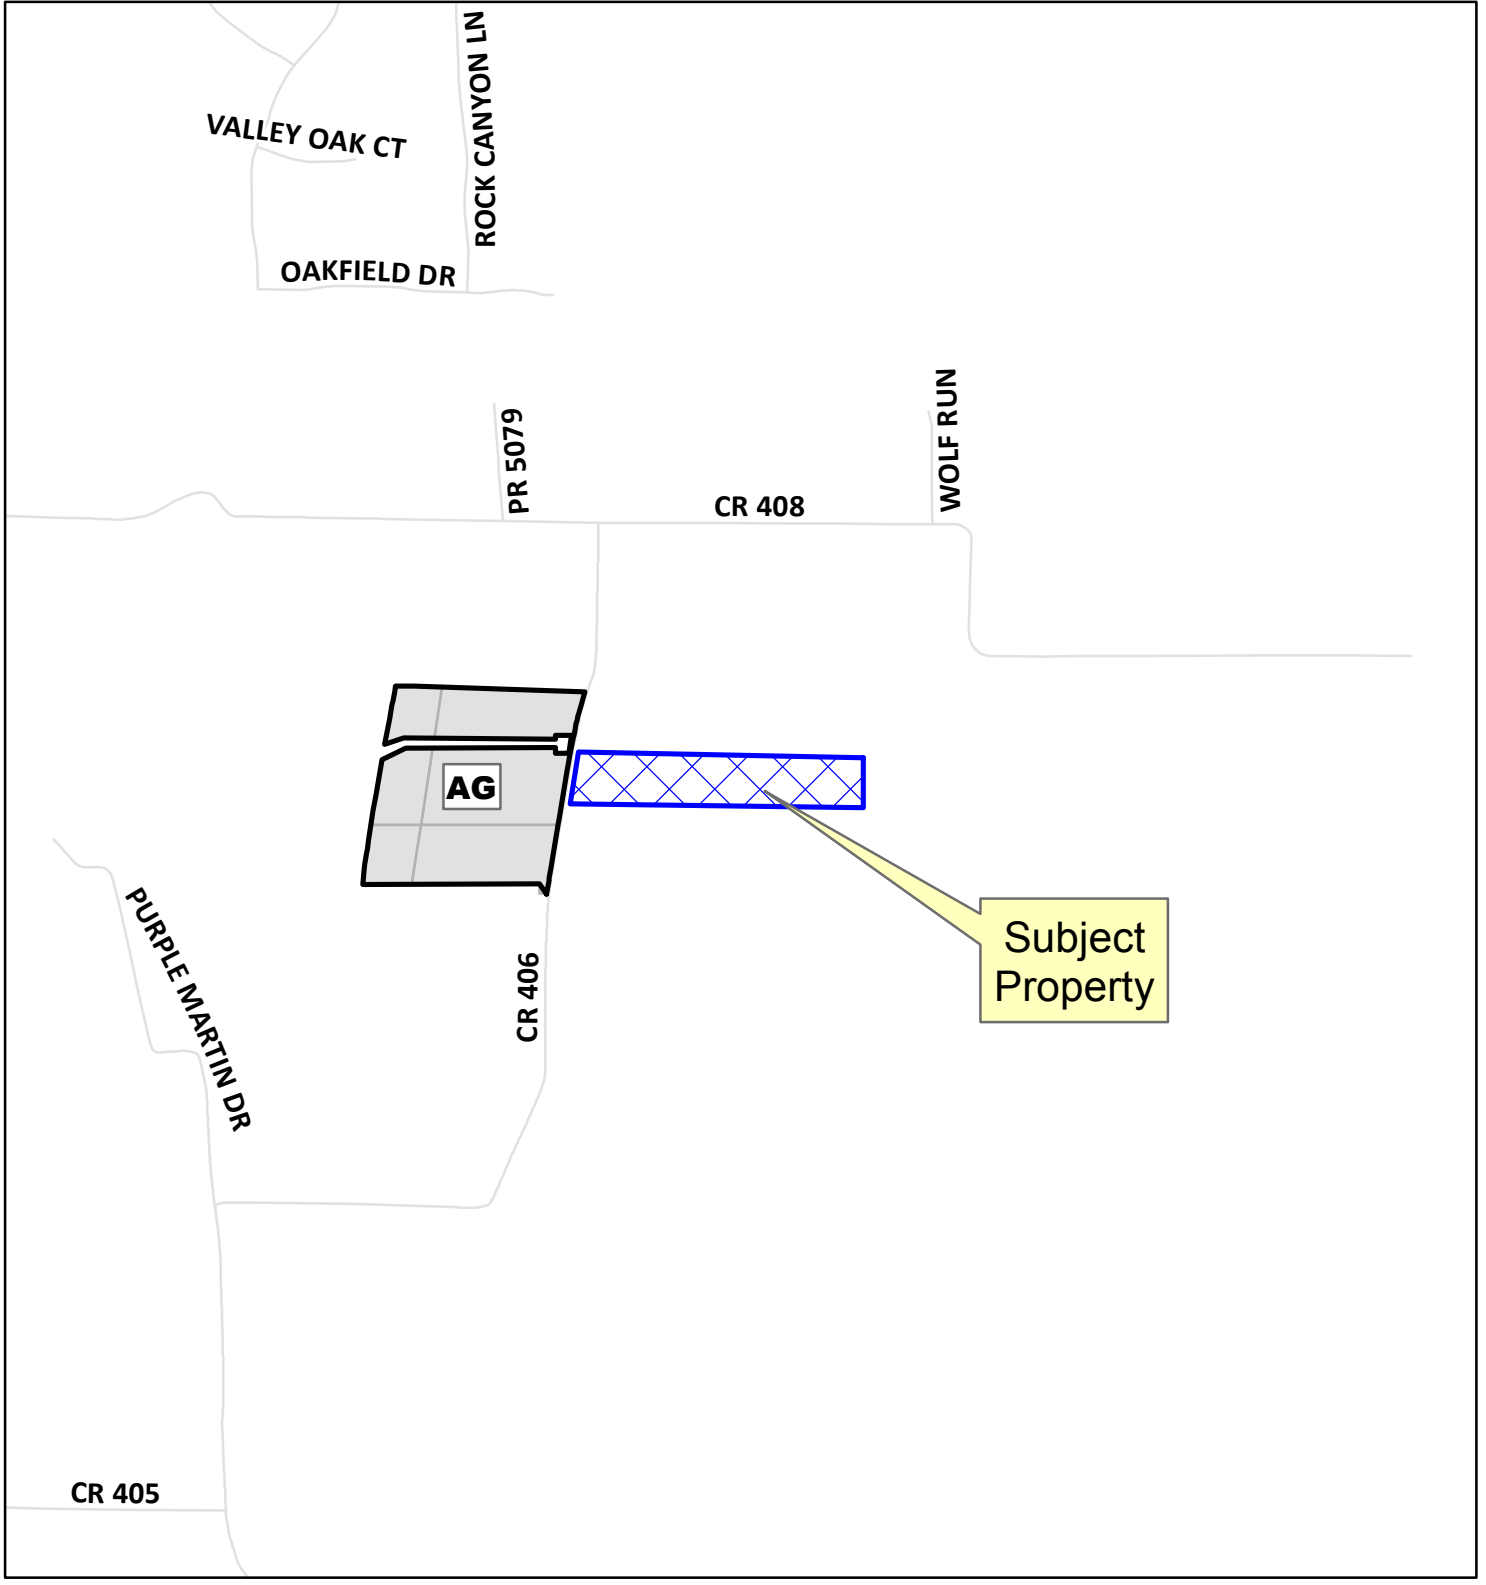 ROCK CANYON LN
VALLEY OAK CT
OAKFIELD DR
WOLF RUN
PR 5079
CR 408
AG
PURPLE MARTIN DR
Subject
Property
CR 406
CR 405